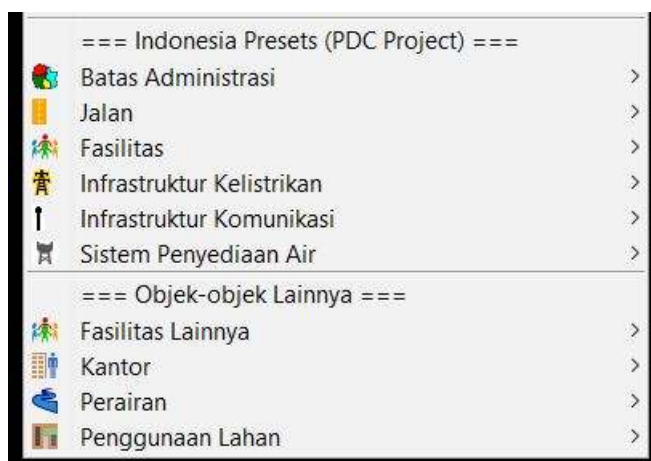 === Indonesia Presets (PDC Project) ===
Batas Administrasi
Jalan
Fasilitas
Infrastruktur Kelistrikan
Infrastruktur Komunikasi
Sistem Penyediaan Air
=== Objek-objek Lainnya ===
Fasilitas Lainnya
Kantor
Perairan
Penggunaan Lahan